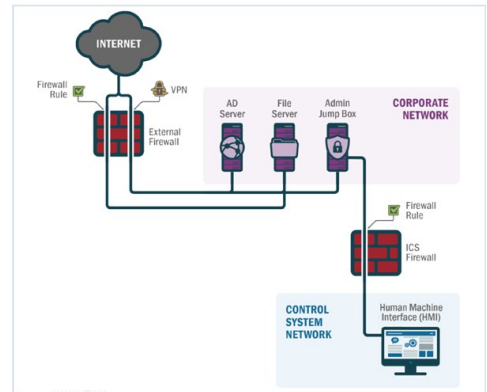 INTERNET
Firewall
Rule
VPN
External
Firewall
AD
Server
File
Server
Admin
Jump Box
CORPORATE
NETWORK
Firewall
Rule
ICS
Firewall
CONTROL
SYSTEM
NETWORK
Human Machine
Interface (HMI)